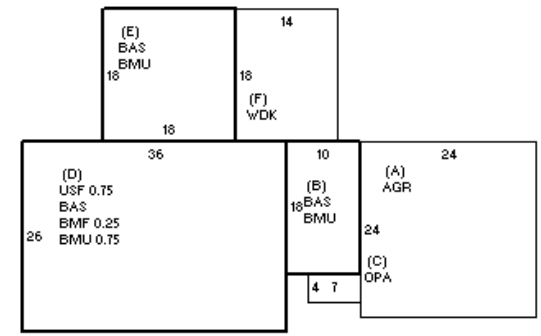 (E)
BAS
BMU
18
18
14
18
(F)
WDK
18
36
(D)
USF 0.75
BAS
BMF 0.25
BMU 0.75
26
10
(B)
18 BAS
BMU
24
(A)
AGR
24
(C)
OPA
4 7